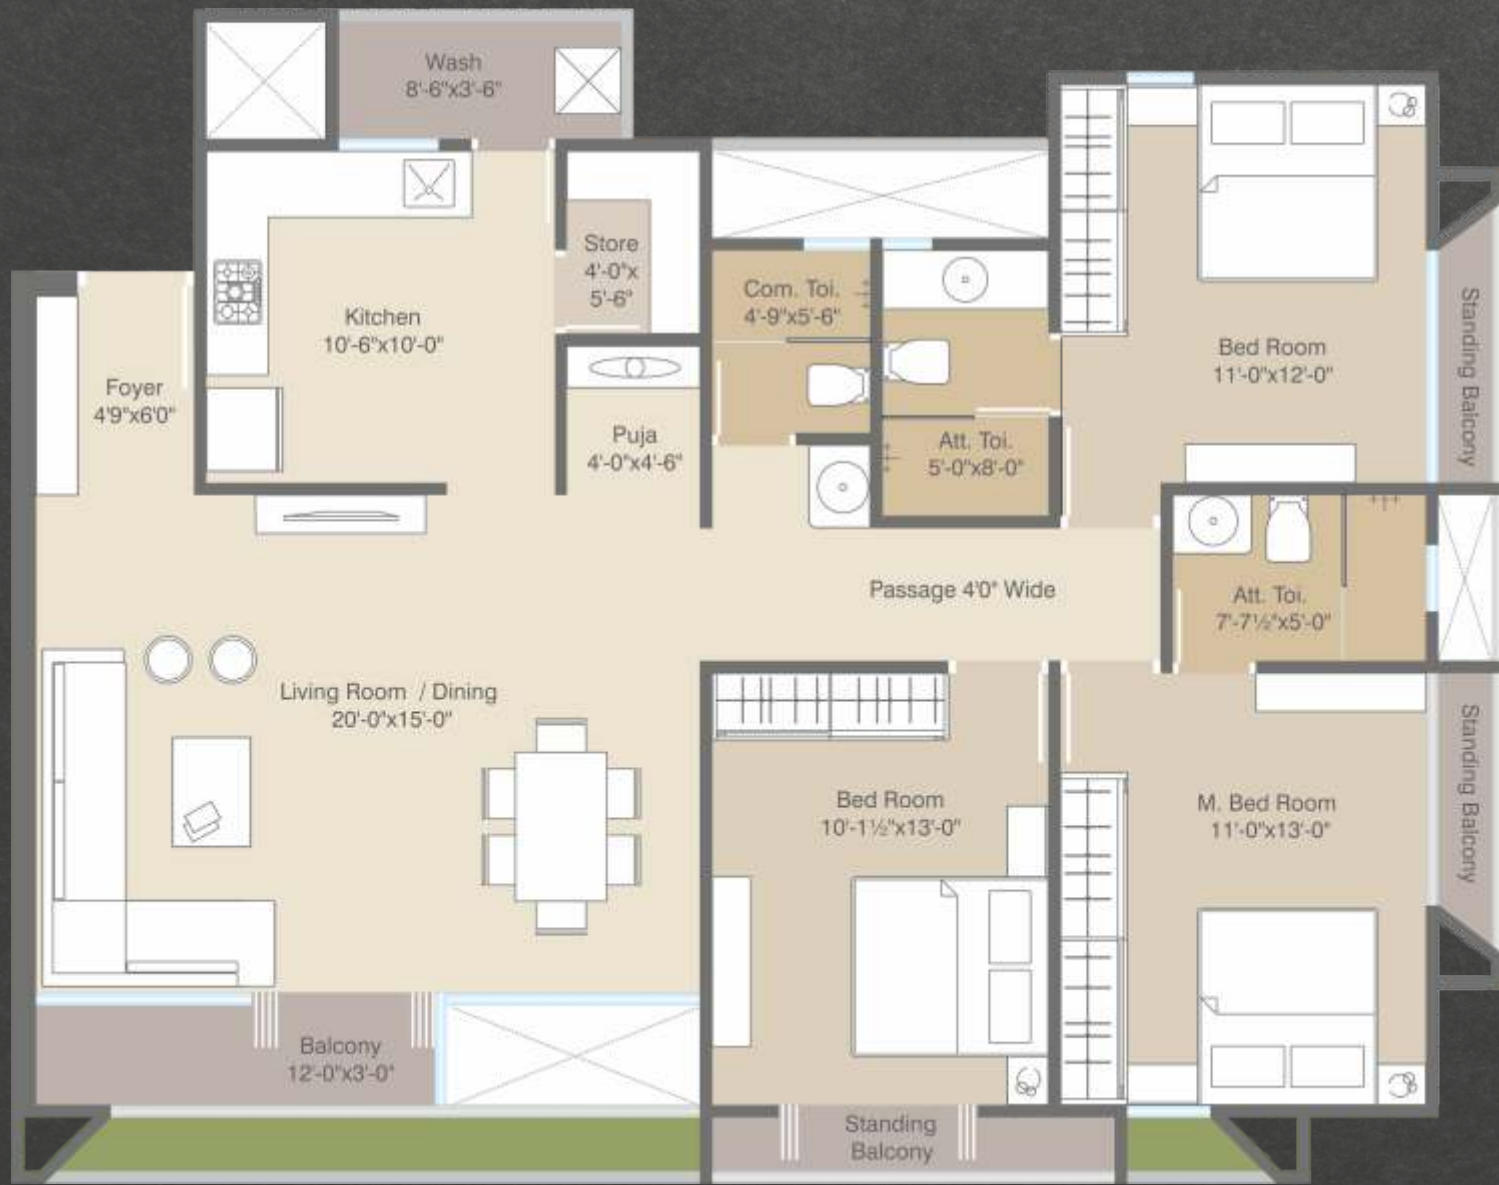 Wash
8'-6"x3'-6"
Store
4'-0"x
5'-6"
Kitchen
10'-6"x10'-0"
Foyer
4'9"x6'0"
Puja
4'-0"x4'-6"
Com. Toi.
4'-9"x5'-6"
Att. Toi.
5'-0"x8'-0"
Bed Room
11'-0"x12'-0"
Standing Balcony
Passage 4'0" Wide
Att. Toi.
7'-7½"x5'-0"
Living Room / Dining
20'-0"x15'-0"
Bed Room
10'-1½"x13'-0"
M. Bed Room
11'-0"x13'-0"
Standing Balcony
Balcony
12'-0"x3'-0"
Standing
Balcony